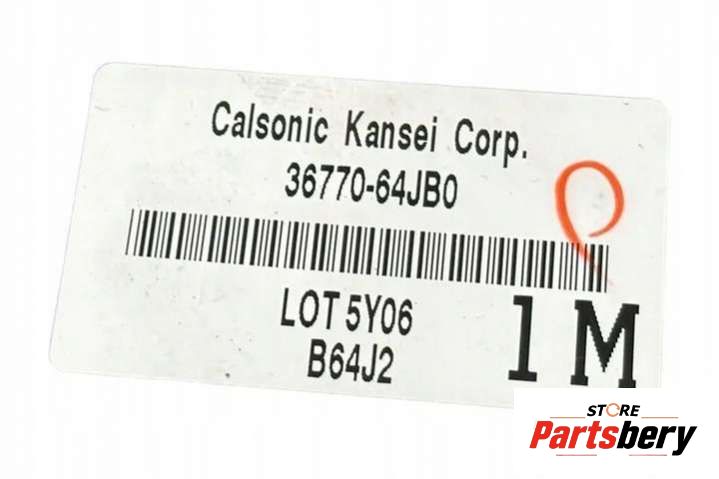 Calsonic Kansei Corp.
36770-64JB0
LOT 5Y06
B64J2
1M
STORE
Partsbery